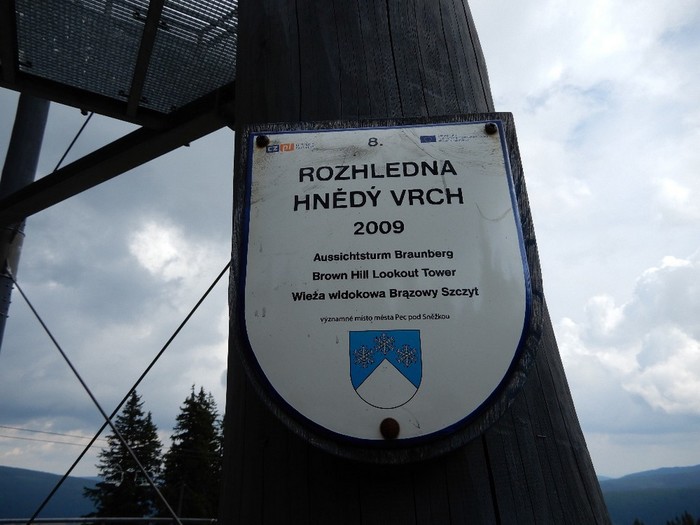 8.
ROZHLEDNA
HNĚDÝ VRCH
2009
Aussichtsturm Braunberg
Brown Hill Lookout Tower
Wieża widokowa Brązowy Szczyt
významné místo města Pec pod Sněžkou